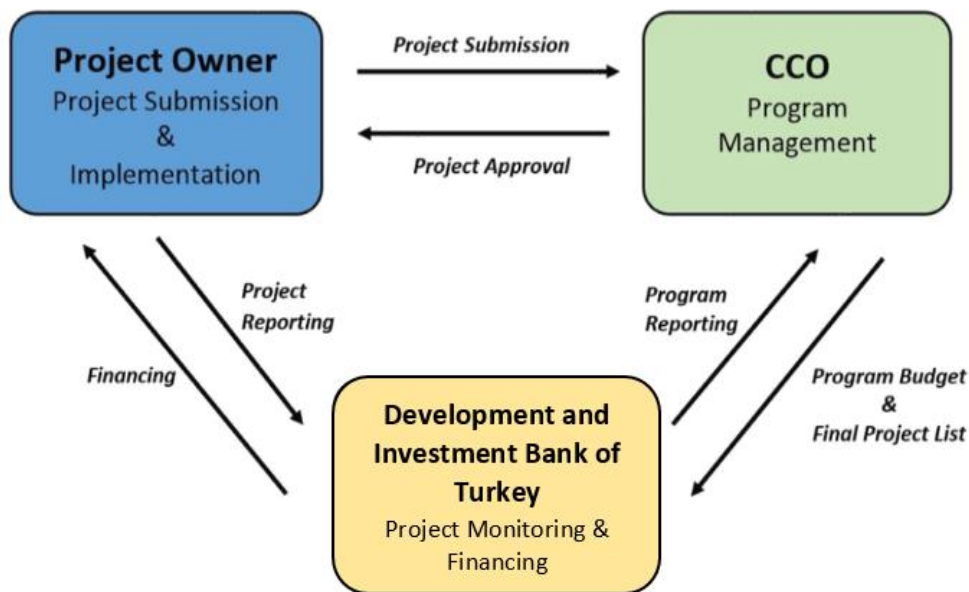 Project Owner
Project Submission
&
Implementation
Project Submission
Project Approval
CCO
Program
Management
Financing
Project
Reporting
Program
Reporting
Program Budget
&
Final Project List
Development and
Investment Bank of
Turkey
Project Monitoring &
Financing